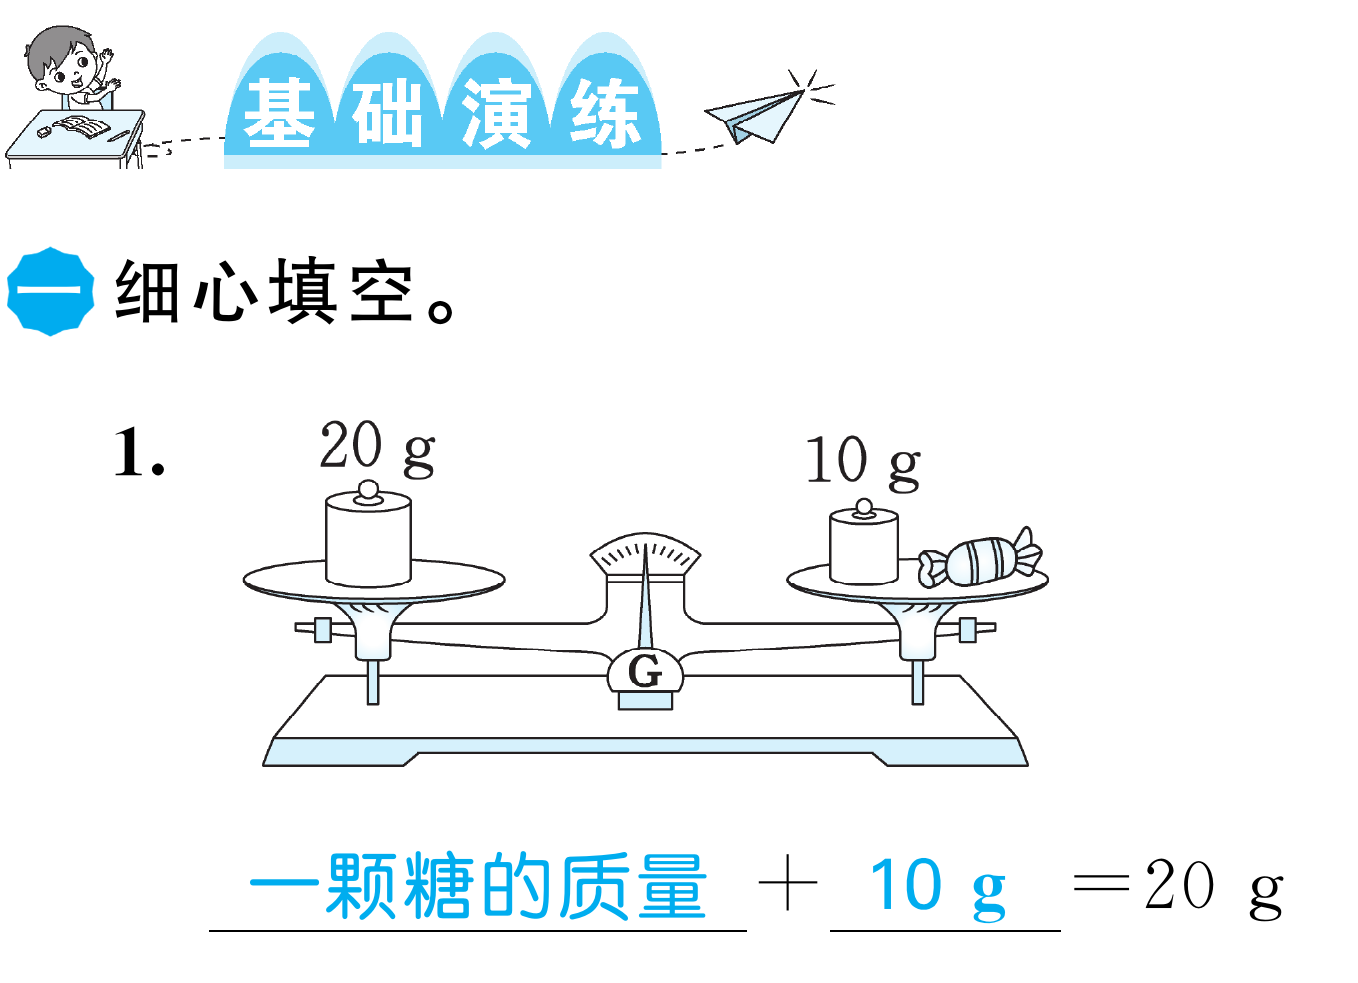 基础演练
一 细心填空。
1.
20 g 10 g
G
一颗糖的质量 + 10 g =20 g